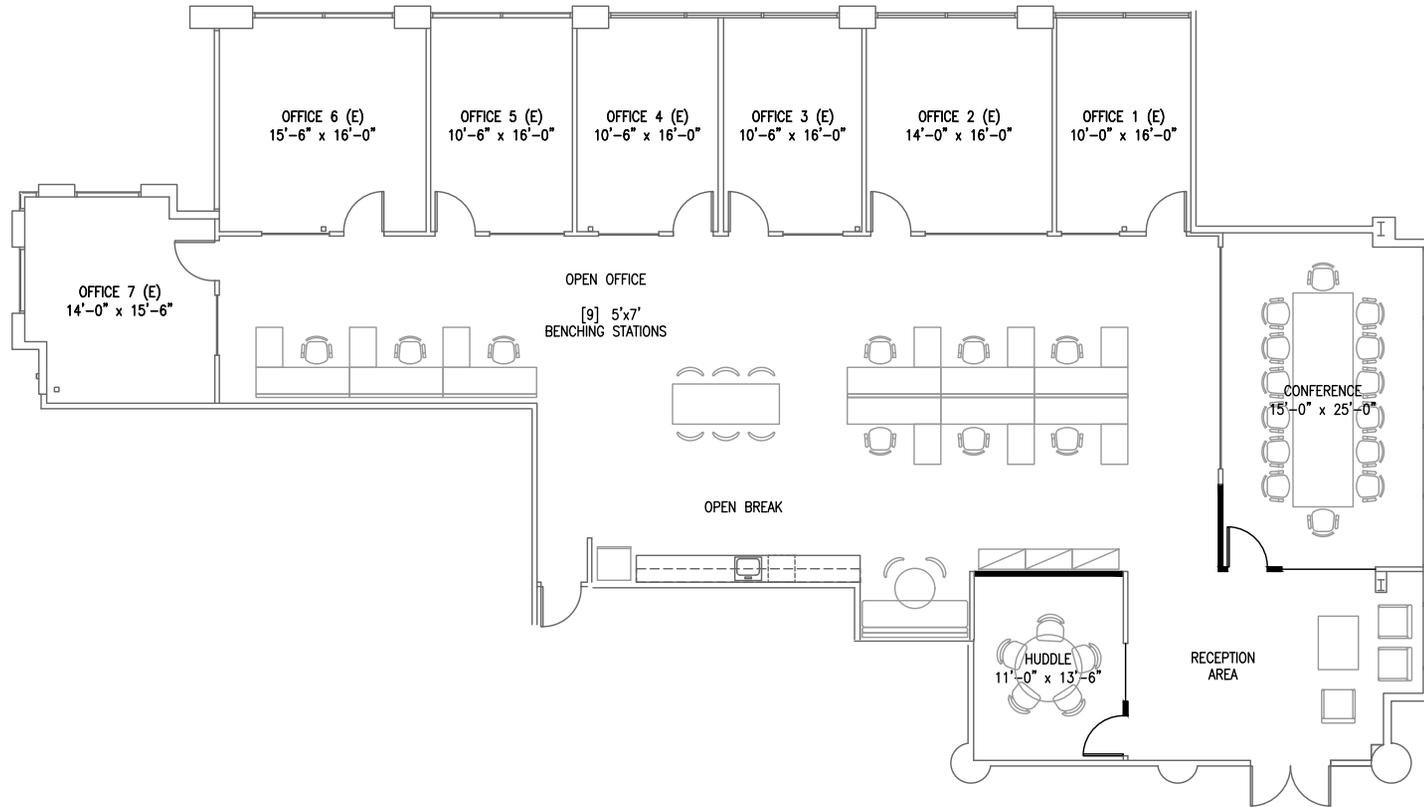 OFFICE 6 (E)
15'-6" x 16'-0"
OFFICE 5 (E)
10'-6" x 16'-0"
OFFICE 4 (E)
10'-6" x 16'-0"
OFFICE 3 (E)
10'-6" x 16'-0"
OFFICE 2 (E)
14'-0" x 16'-0"
OFFICE 1 (E)
10'-0" x 16'-0"
OFFICE 7 (E)
14'-0" x 15'-6"
OPEN OFFICE
[9] 5'x7'
BENCHING STATIONS
CONFERENCE
15'-0" x 25'-0"
OPEN BREAK
HUDDLE
11'-0" x 13'-6"
RECEPTION
AREA